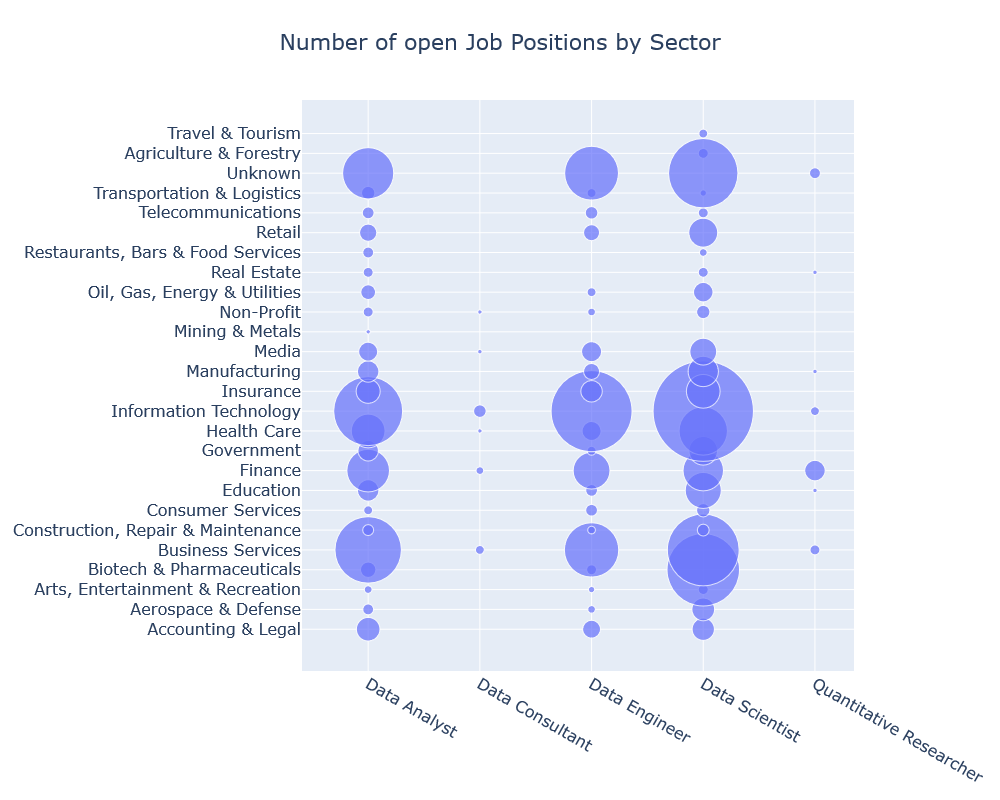 Number of open Job Positions by Sector
Travel & Tourism
Agriculture & Forestry
Unknown
Transportation & Logistics
Telecommunications
Retail
Restaurants, Bars & Food Services
Real Estate
Oil, Gas, Energy & Utilities
Non-Profit
Mining & Metals
Media
Manufacturing
Insurance
Information Technology
Health Care
Government
Finance
Education
Consumer Services
Construction, Repair & Maintenance
Business Services
Biotech & Pharmaceuticals
Arts, Entertainment & Recreation
Aerospace & Defense
Accounting & Legal
Data Analyst
Data Consultant
Data Engineer
Data Scientist
Quantitative Researcher